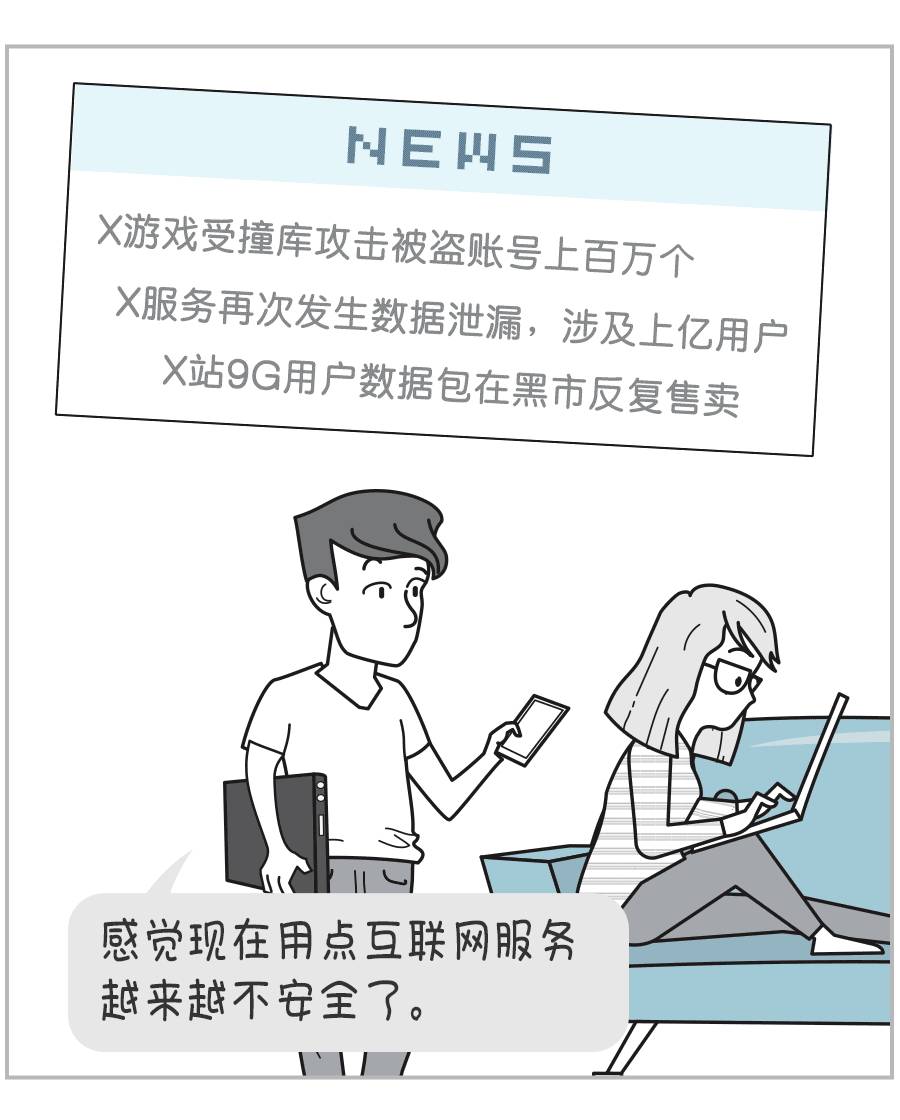 NEWS
X游戏受撞库攻击被盗账号上百万个
X服务再次发生数据泄漏，涉及上亿用户
X站9G用户数据包在黑市反复售卖
感觉现在用点互联网服务
越来越不安全了。